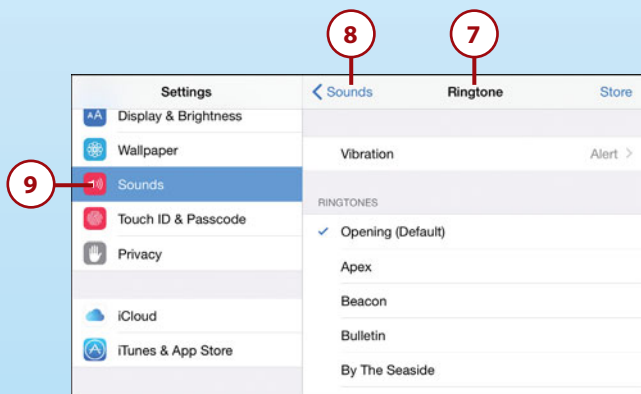 8
7
Settings
Sounds
Ringtone
Store
AA
Display & Brightness
Wallpaper
Vibration
Alert
9
Sounds
RINGTONES
Touch ID & Passcode
Opening (Default)
Privacy
Apex
Beacon
iCloud
Bulletin
iTunes & App Store
By The Seaside